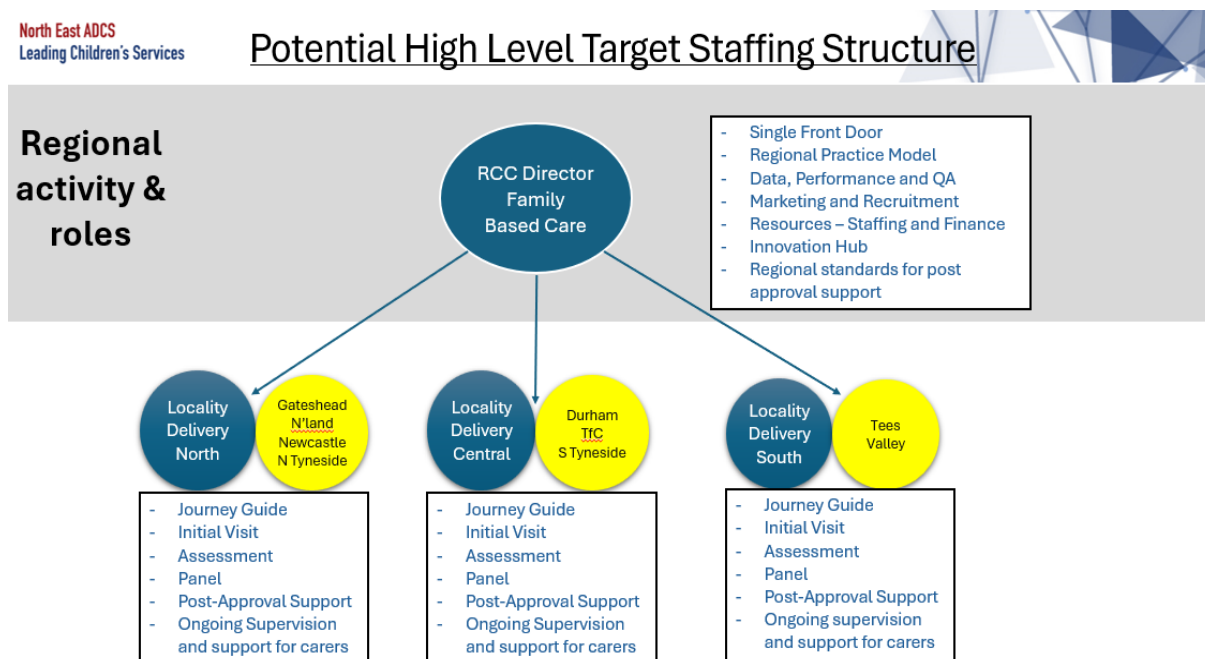 North East ADCS
Leading Children's Services
Potential High Level Target Staffing Structure
Regional
activity &
roles
RCC Director
Family
Based Care
- Single Front Door
- Regional Practice Model
- Data, Performance and QA
- Marketing and Recruitment
- Resources – Staffing and Finance
- Innovation Hub
- Regional standards for post
approval support
Locality
Delivery
North
Gateshead
N'land
Newcastle
N Tyneside
- Journey Guide
- Initial Visit
- Assessment
- Panel
- Post-Approval Support
- Ongoing Supervision
and support for carers
Locality
Delivery
Central
Durham
TfC
S Tyneside
- Journey Guide
- Initial Visit
- Assessment
- Panel
- Post-Approval Support
- Ongoing Supervision
and support for carers
Locality
Delivery
South
Tees
Valley
- Journey Guide
- Initial Visit
- Assessment
- Panel
- Post-Approval Support
- Ongoing supervision
and support for carers